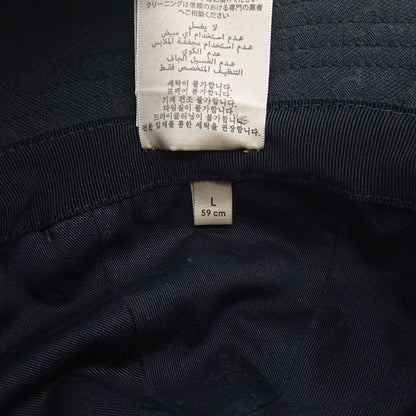 クリーニングは信頼のおける専門の業者
へご相談ください
لا يغسل
عدم استخدام أي مبيض
عدم استخدام مجففة الملابس
عدم الكوي
عدم الغسيل الجاف
التنظيف المتخصص فقط
세탁이 불가합니다.
표백이 불가합니다.
기계 건조 불가합니다.
다림질이 불가합니다.
드라이클리닝이 불가합니다.
전문 업체를 통한 세탁을 권장합니다.
L
59 cm